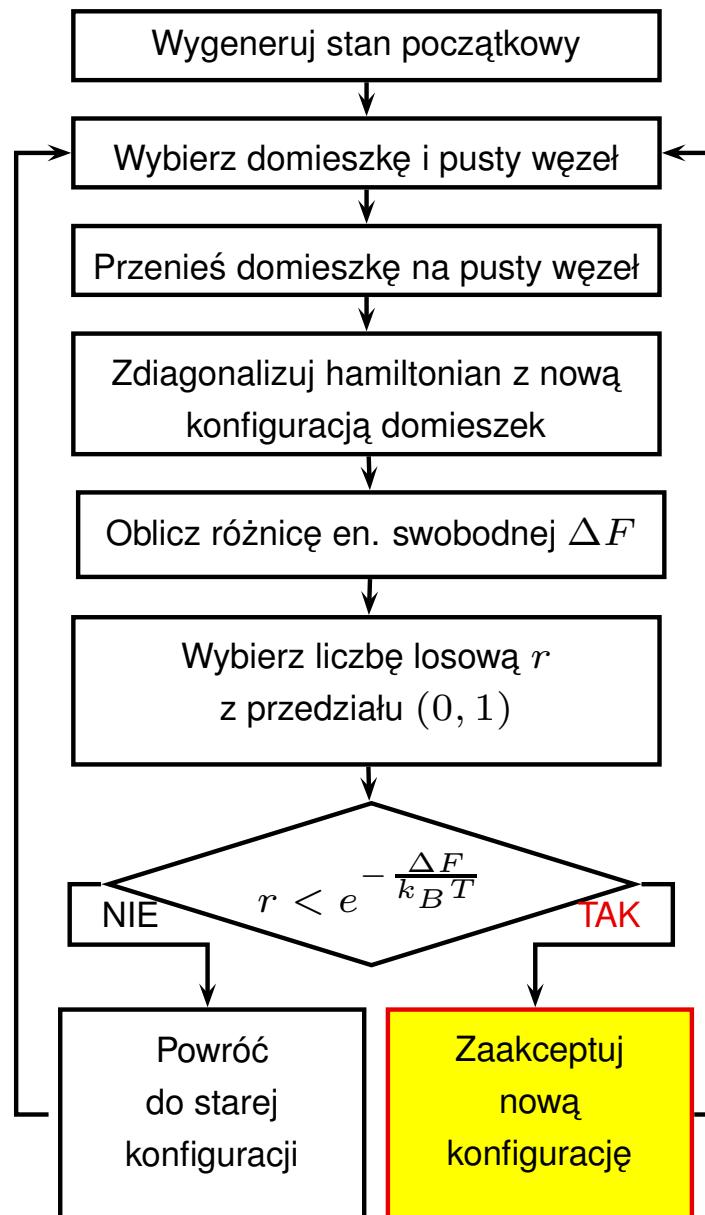 Wygeneruj stan początkowy
Wybierz domieszkę i pusty węzeł
Przenieś domieszkę na pusty węzeł
Zdiagonalizuj hamiltonian z nową
konfiguracją domieszek
Oblicz różnicę en. swobodnej ΔF
Wybierz liczbę losową r
z przedziału (0, 1)
r < e^{-\frac{ΔF}{k_B T}}
NIE
TAK
Powróć
do starej
konfiguracji
Zaakceptuj
nową
konfigurację